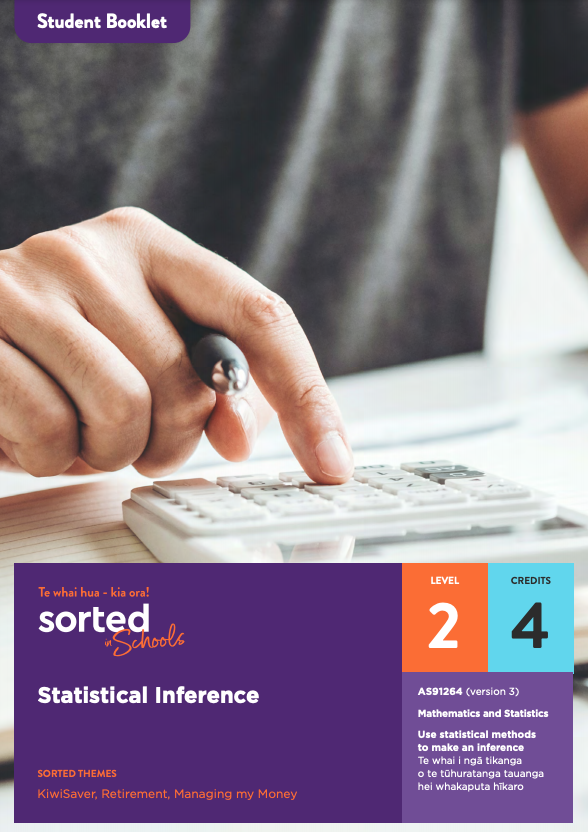 Student Booklet
Te whai hua - kia ora!
sorted
in Schools
Statistical Inference
SORTED THEMES
KiwiSaver, Retirement, Managing my Money
LEVEL
2
CREDITS
4
AS91264 (version 3)
Mathematics and Statistics
Use statistical methods
to make an inference
Te whai i ngā tikanga
o te tūhuratanga tauanga
hei whakaputa hīkaro